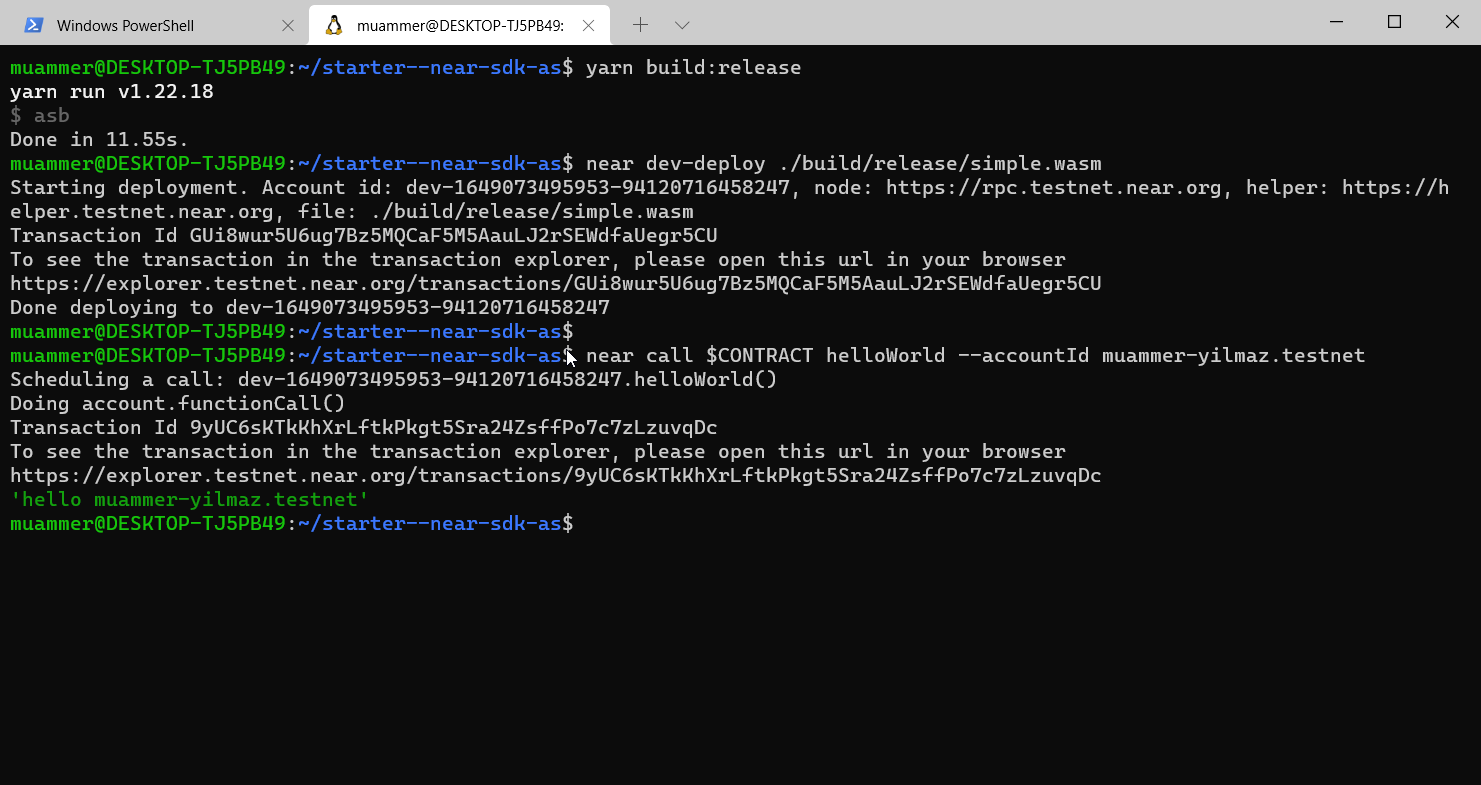 Windows PowerShell
muammer@DESKTOP-TJ5PB49:
muammer@DESKTOP-TJ5PB49:~/starter--near-sdk-as$ yarn build:release
yarn run v1.22.18
$ asb
Done in 11.55s.
muammer@DESKTOP-TJ5PB49:~/starter--near-sdk-as$ near dev-deploy ./build/release/simple.wasm
Starting deployment. Account id: dev-1649073495953-94120716458247, node: https://rpc.testnet.near.org, helper: https://h
elper.testnet.near.org, file: ./build/release/simple.wasm
Transaction Id GUi8wur5U6ug7Bz5MQCaF5M5AauLJ2rSEWdfaUegr5CU
To see the transaction in the transaction explorer, please open this url in your browser
https://explorer.testnet.near.org/transactions/GUi8wur5U6ug7Bz5MQCaF5M5AauLJ2rSEWdfaUegr5CU
Done deploying to dev-1649073495953-94120716458247
muammer@DESKTOP-TJ5PB49:~/starter--near-sdk-as$
muammer@DESKTOP-TJ5PB49:~/starter--near-sdk-as$ near call $CONTRACT helloWorld --accountId muammer-yilmaz.testnet
Scheduling a call: dev-1649073495953-94120716458247.helloWorld()
Doing account.functionCall()
Transaction Id 9yUC6sKTkKhXrLftkPkgt5Sra24ZsffPo7c7zLzuvqDc
To see the transaction in the transaction explorer, please open this url in your browser
https://explorer.testnet.near.org/transactions/9yUC6sKTkKhXrLftkPkgt5Sra24ZsffPo7c7zLzuvqDc
'hello muammer-yilmaz.testnet'
muammer@DESKTOP-TJ5PB49:~/starter--near-sdk-as$